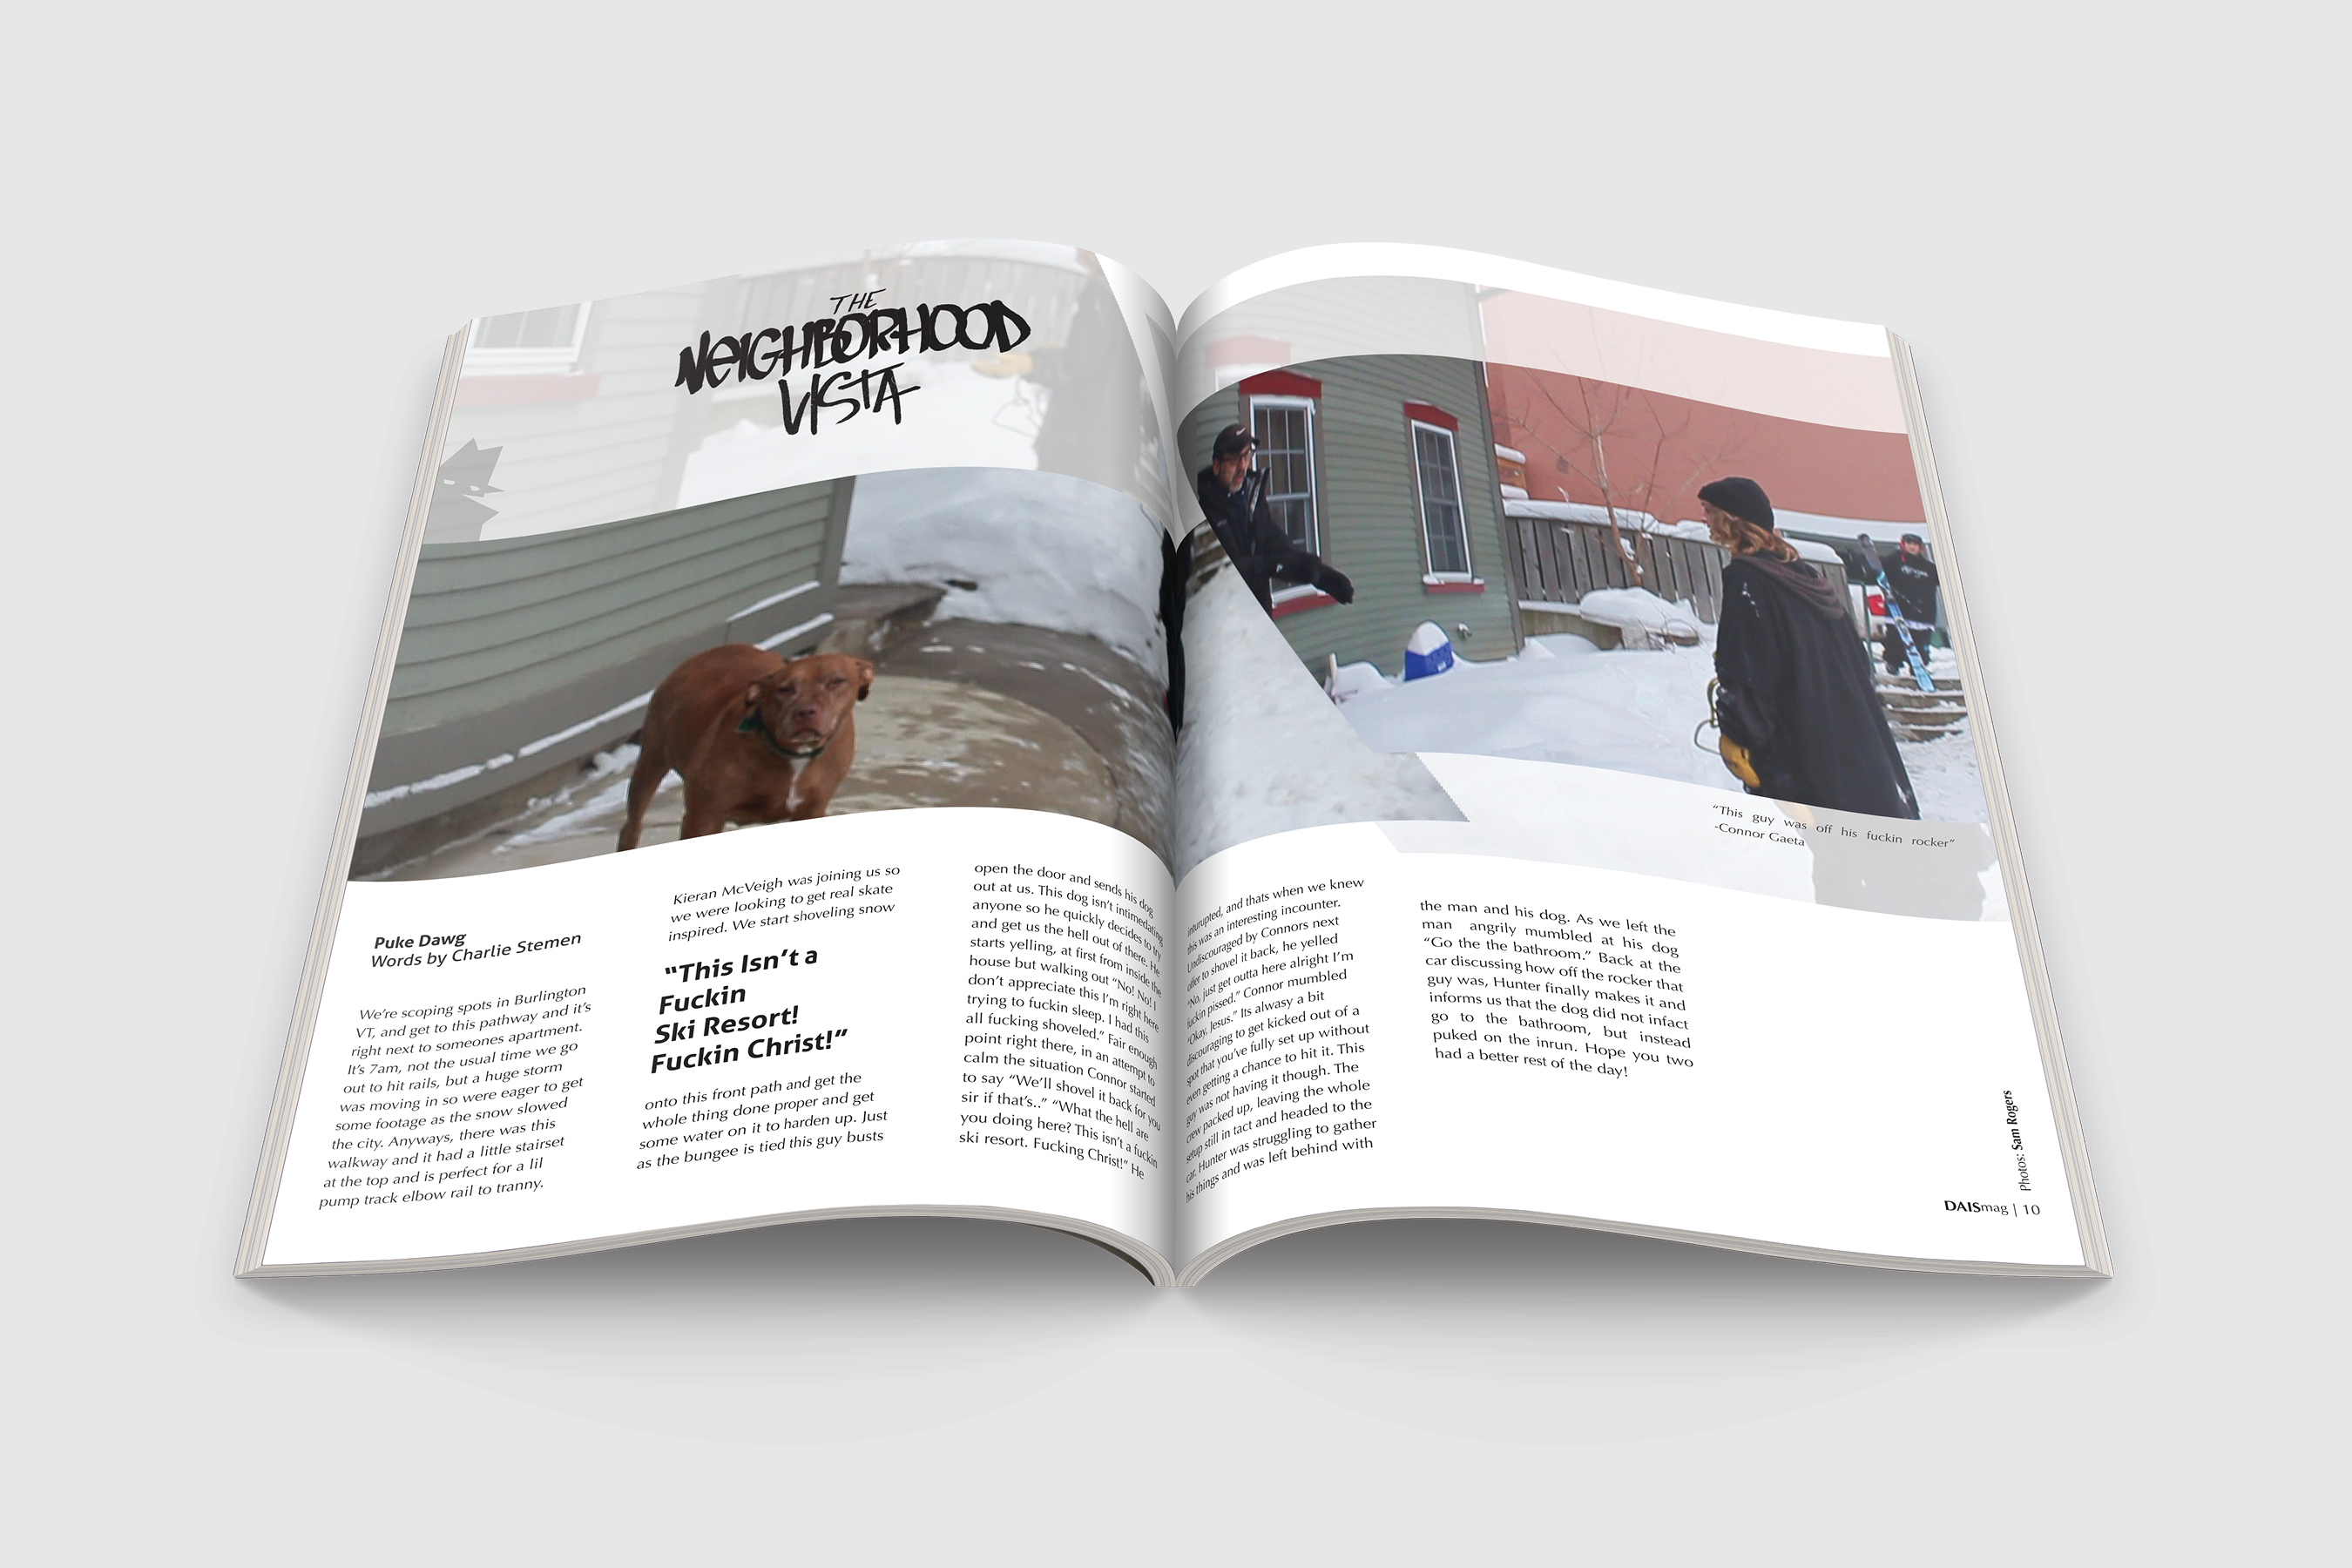 THE
NEIGHBORHOOD
VISTA
Puke Dawg
Words by Charlie Stemen
We're scoping spots in Burlington
VT, and get to this pathway and it's
right next to someones apartment.
It's 7am, not the usual time we go
out to hit rails, but a huge storm
was moving in so were eager to get
some footage as the snow slowed
the city. Anyways, there was this
walkway and it had a little stairset
at the top and is perfect for a lil
pump track elbow rail to tranny.
Kieran McVeigh was joining us so
we were looking to get real skate
inspired. We start shoveling snow
“This Isn't a
Fuckin
Ski Resort!
Fuckin Christ!”
onto this front path and get the
whole thing done proper and get
some water on it to harden up. Just
as the bungee is tied this guy busts
open the door and sends his dog
out at us. This dog isn't intimedating
anyone so he quickly decides to try
and get us the hell out of there. He
starts yelling, at first from inside the
house but walking out “No! No! I
don't appreciate this I'm right here
trying to fuckin sleep. I had this
all fucking shoveled.” Fair enough
point right there, in an attempt to
calm the situation Connor started
to say “We'll shovel it back for you
sir if that's..” “What the hell are
you doing here? This isn't a fuckin
ski resort. Fucking Christ!” He
inturupted, and thats when we knew
this was an interesting incounter.
Undiscouraged by Connors next
offer to shovel it back, he yelled
“No, just get outta here alright I'm
fuckin pissed.” Connor mumbled
“Okay, Jesus.” Its alwasy a bit
discouraging to get kicked out of a
spot that you've fully set up without
even getting a chance to hit it. This
guy was not having it though. The
crew packed up, leaving the whole
setup still in tact and headed to the
car. Hunter was struggling to gather
his things and was left behind with
the man and his dog. As we left the
man angrily mumbled at his dog
“Go the the bathroom.” Back at the
car discussing how off the rocker that
guy was, Hunter finally makes it and
informs us that the dog did not infact
go to the bathroom, but instead
puked on the inrun. Hope you two
had a better rest of the day!
“This guy was off his fuckin rocker”
-Connor Gaeta
Photos: Sam Rogers
DAISmag | 10